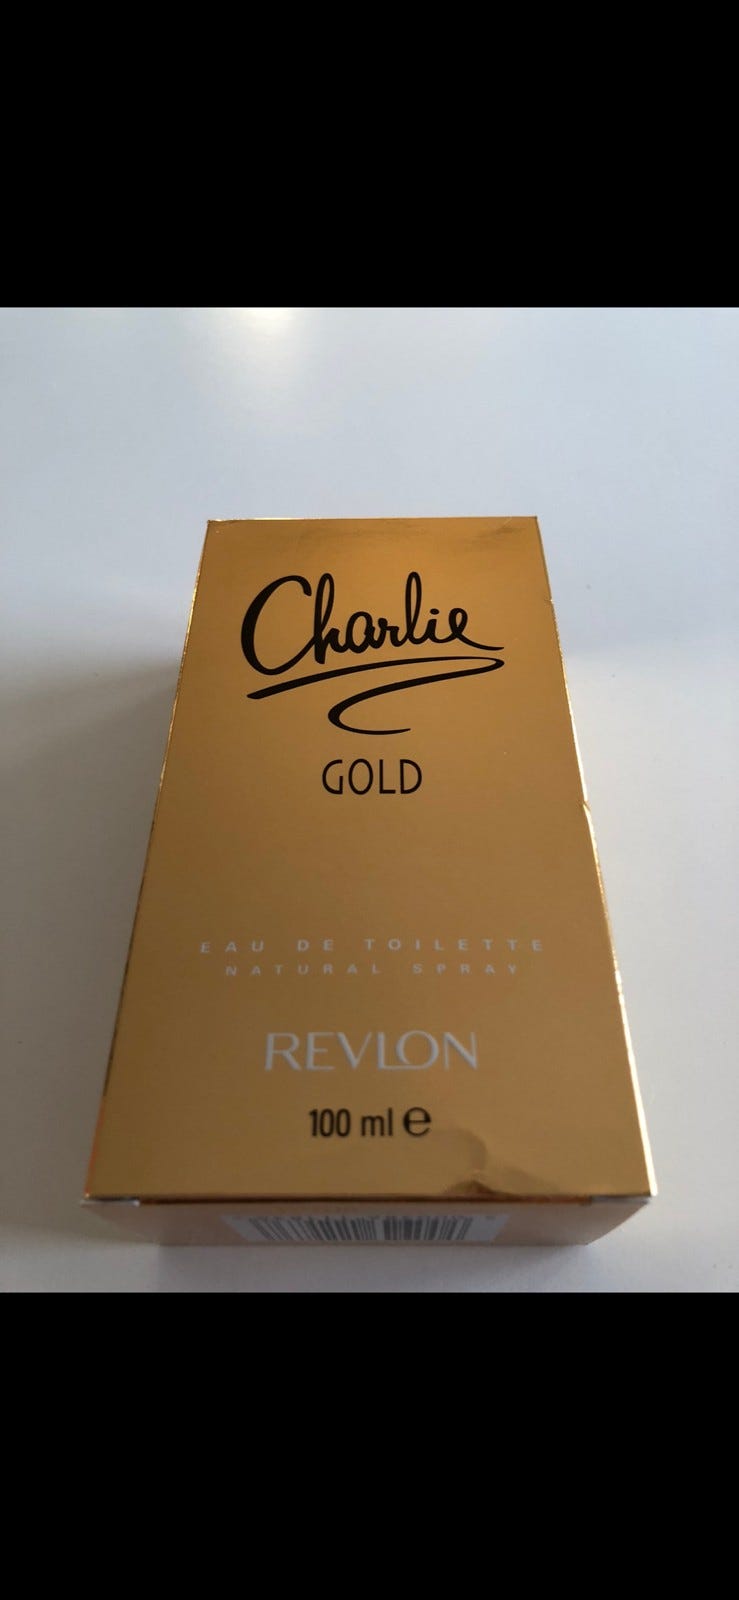 Charlie
GOLD
EAU DE TOILETTE
NATURAL SPRAY
REVLON
100 ml ℮